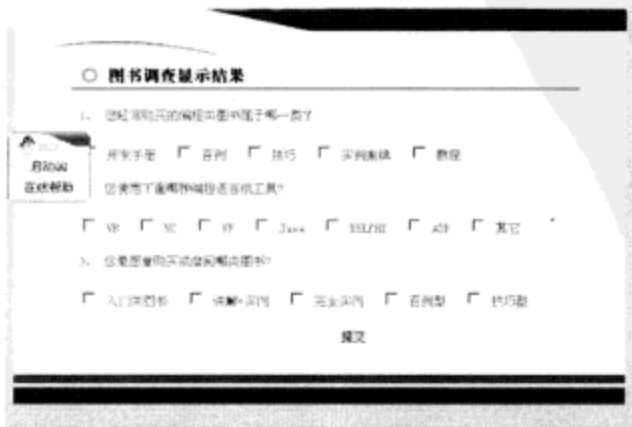 图书调查显示结果
1、 您经常购买的编程类图书属于哪一类?
开发手册 百例 技巧 实例集锦 教程
在线帮助
您使用下面哪种编程语言或工具?
VB VC VF Java DELPHI ASP 其它
3、 您最愿意购买或借阅哪类图书?
入门类图书 讲解+实例 完全实例 百例型 技巧型
提交